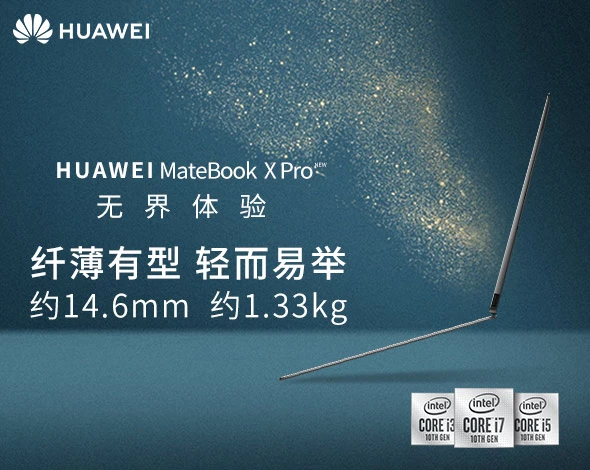 HUAWEI
HUAWEI MateBook X Pro NEW
无界体验
纤薄有型 轻而易举
约14.6mm 约1.33kg
intel intel intel
CORE i3 CORE i7 CORE i5
10TH GEN 10TH GEN 10TH GEN